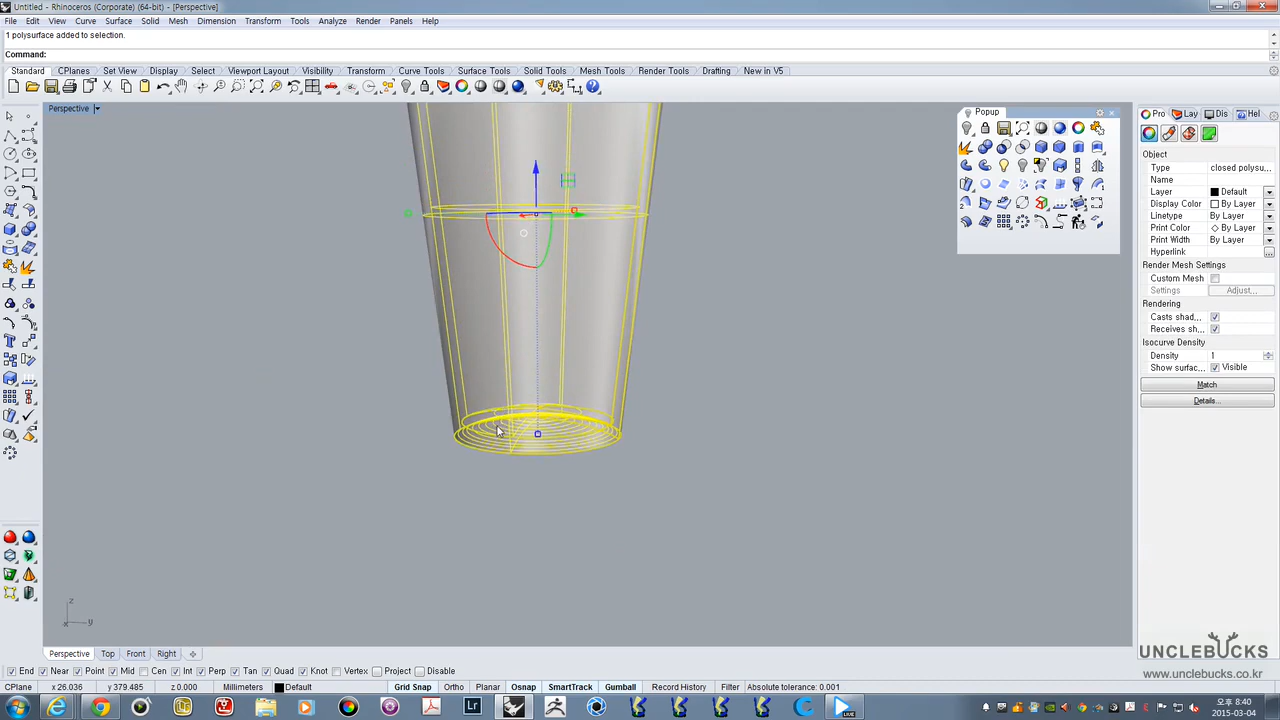 Untitled - Rhinoceros (Corporate) (64-bit) - [Perspective]
File Edit View Curve Surface Solid Mesh Dimension Transform Tools Analyze Render Panels Help
1 polysurface added to selection.
Command:
Standard CPlanes Set View Display Select Viewport Layout Visibility Transform Curve Tools Surface Tools Solid Tools Mesh Tools Render Tools Drafting New in V5
Perspective
Popup
Pro Lay Dis Hel
Object
Type closed polysu...
Name
Layer Default
Display Color By Layer
Linetype By Layer
Print Color By Layer
Print Width By Layer
Hyperlink
Render Mesh Settings
Custom Mesh
Settings Adjust...
Rendering
Casts shad...
Receives sh...
Isocurve Density
Density 1
Show surfac... Visible
Match
Details...
z
x y
Perspective Top Front Right
End Near Point Mid Cen Int Perp Tan Quad Knot Vertex Project Disable
UNCLEBUCKS
www.unclebucks.co.kr
CPlane x 26.036 y 379.485 z 0.000 Millimeters Default Grid Snap Ortho Planar Osnap SmartTrack Gumball Record History Filter Absolute tolerance: 0.001
Lr
LIVE
오후 8:40
2015-03-04